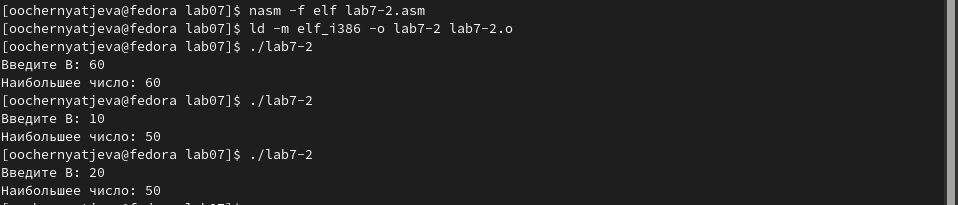 [oochernyatjeva@fedora lab07]$ nasm -f elf lab7-2.asm
[oochernyatjeva@fedora lab07]$ ld -m elf_i386 -o lab7-2 lab7-2.o
[oochernyatjeva@fedora lab07]$ ./lab7-2
Введите B: 60
Наибольшее число: 60
[oochernyatjeva@fedora lab07]$ ./lab7-2
Введите B: 10
Наибольшее число: 50
[oochernyatjeva@fedora lab07]$ ./lab7-2
Введите B: 20
Наибольшее число: 50